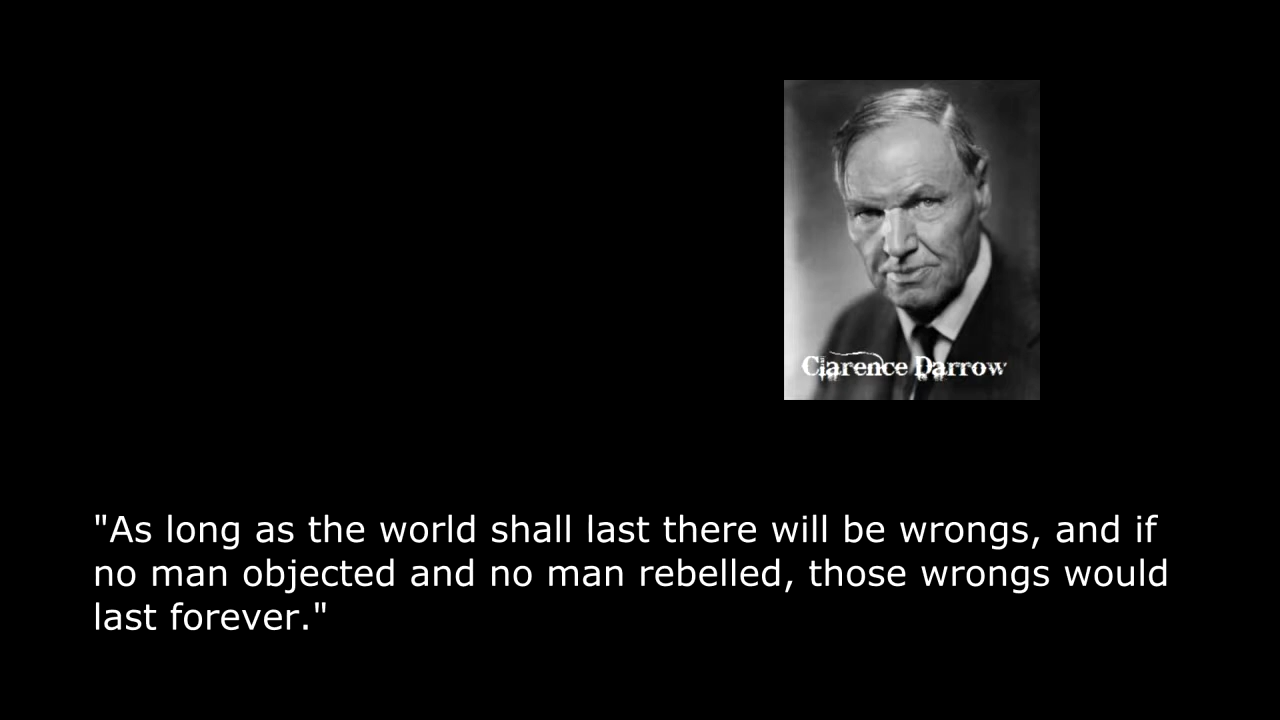 Clarence Darrow
"As long as the world shall last there will be wrongs, and if
no man objected and no man rebelled, those wrongs would
last forever."